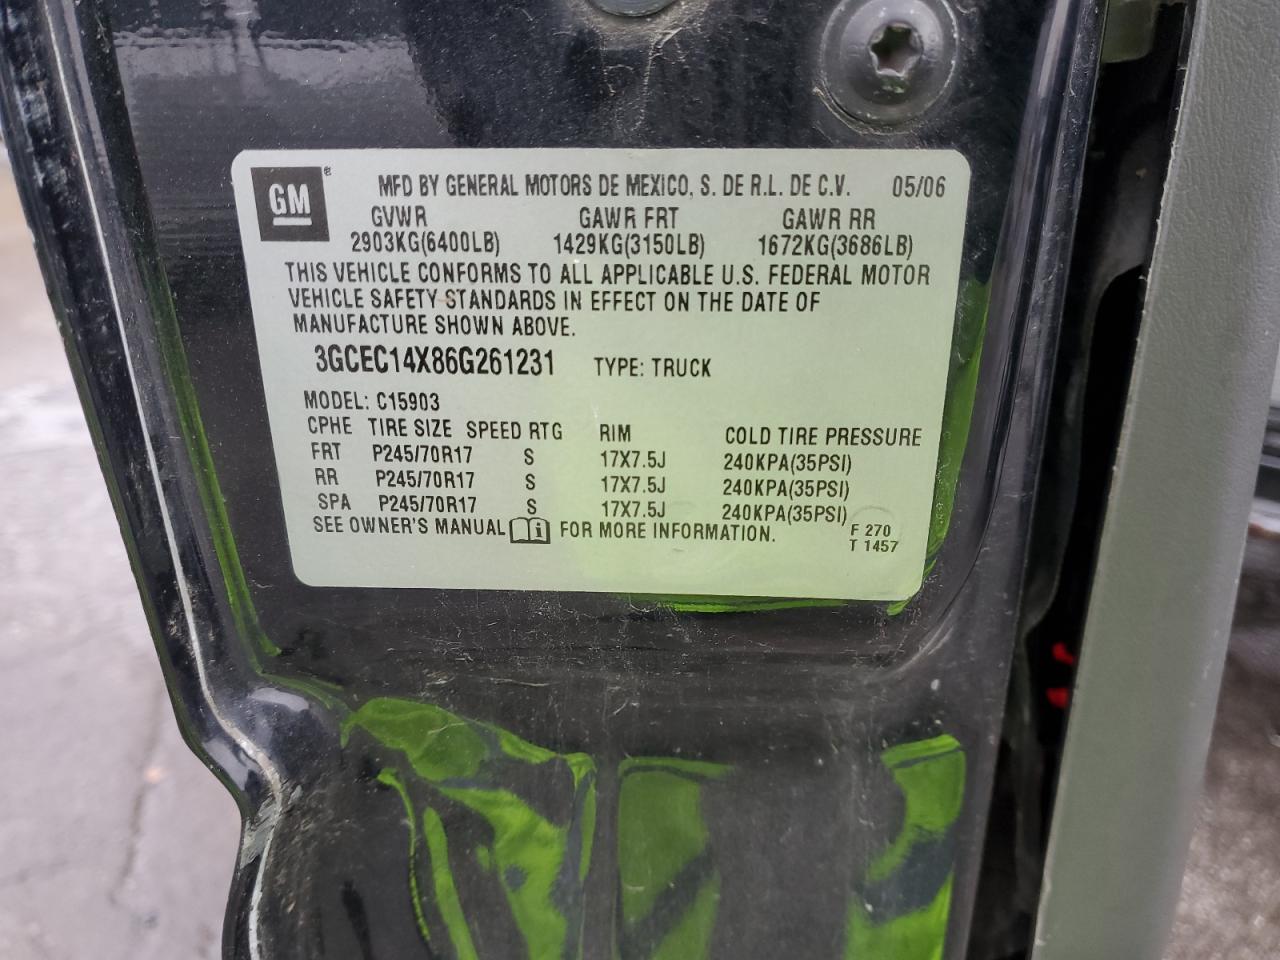 GM ® MFD BY GENERAL MOTORS DE MEXICO, S. DE R.L. DE C.V. 05/06
GVWR GAWR FRT GAWR RR
2903KG(6400LB) 1429KG(3150LB) 1672KG(3686LB)
THIS VEHICLE CONFORMS TO ALL APPLICABLE U.S. FEDERAL MOTOR
VEHICLE SAFETY STANDARDS IN EFFECT ON THE DATE OF
MANUFACTURE SHOWN ABOVE.
3GCEC14X86G261231 TYPE: TRUCK
MODEL: C15903
CPHE TIRE SIZE SPEED RTG RIM COLD TIRE PRESSURE
FRT P245/70R17 S 17X7.5J 240KPA(35PSI)
RR P245/70R17 S 17X7.5J 240KPA(35PSI)
SPA P245/70R17 S 17X7.5J 240KPA(35PSI)
SEE OWNER'S MANUAL i FOR MORE INFORMATION. F 270
T 1457